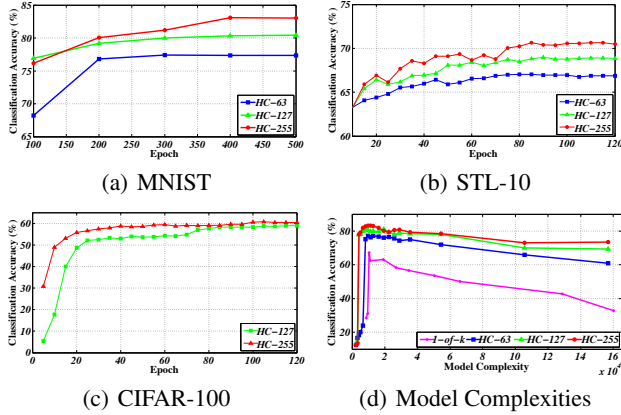 Classification Accuracy (%)
85
80
75
70
65
100
200
300
400
500
Epoch
HC-63
HC-127
HC-255
(a) MNIST
Classification Accuracy (%)
75
70
65
60
20
40
60
80
100
120
Epoch
HC-63
HC-127
HC-255
(b) STL-10
Classification Accuracy (%)
60
50
40
30
20
10
0
0
20
40
60
80
100
120
Epoch
HC-127
HC-255
(c) CIFAR-100
Classification Accuracy (%)
100
80
60
40
20
0
2
4
6
8
10
12
14
16
x 10⁴
Model Complexity
1-of-k
HC-63
HC-127
HC-255
(d) Model Complexities